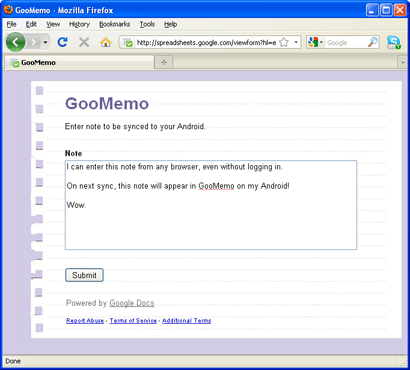 GooMemo - Mozilla Firefox
File Edit View History Bookmarks Tools Help
http://spreadsheets.google.com/viewform?hl=e
Google
GooMemo
GooMemo
Enter note to be synced to your Android.
Note
I can enter this note from any browser, even without logging in.
On next sync, this note will appear in GooMemo on my Android!
Wow.
Submit
Powered by Google Docs
Report Abuse - Terms of Service - Additional Terms
Done